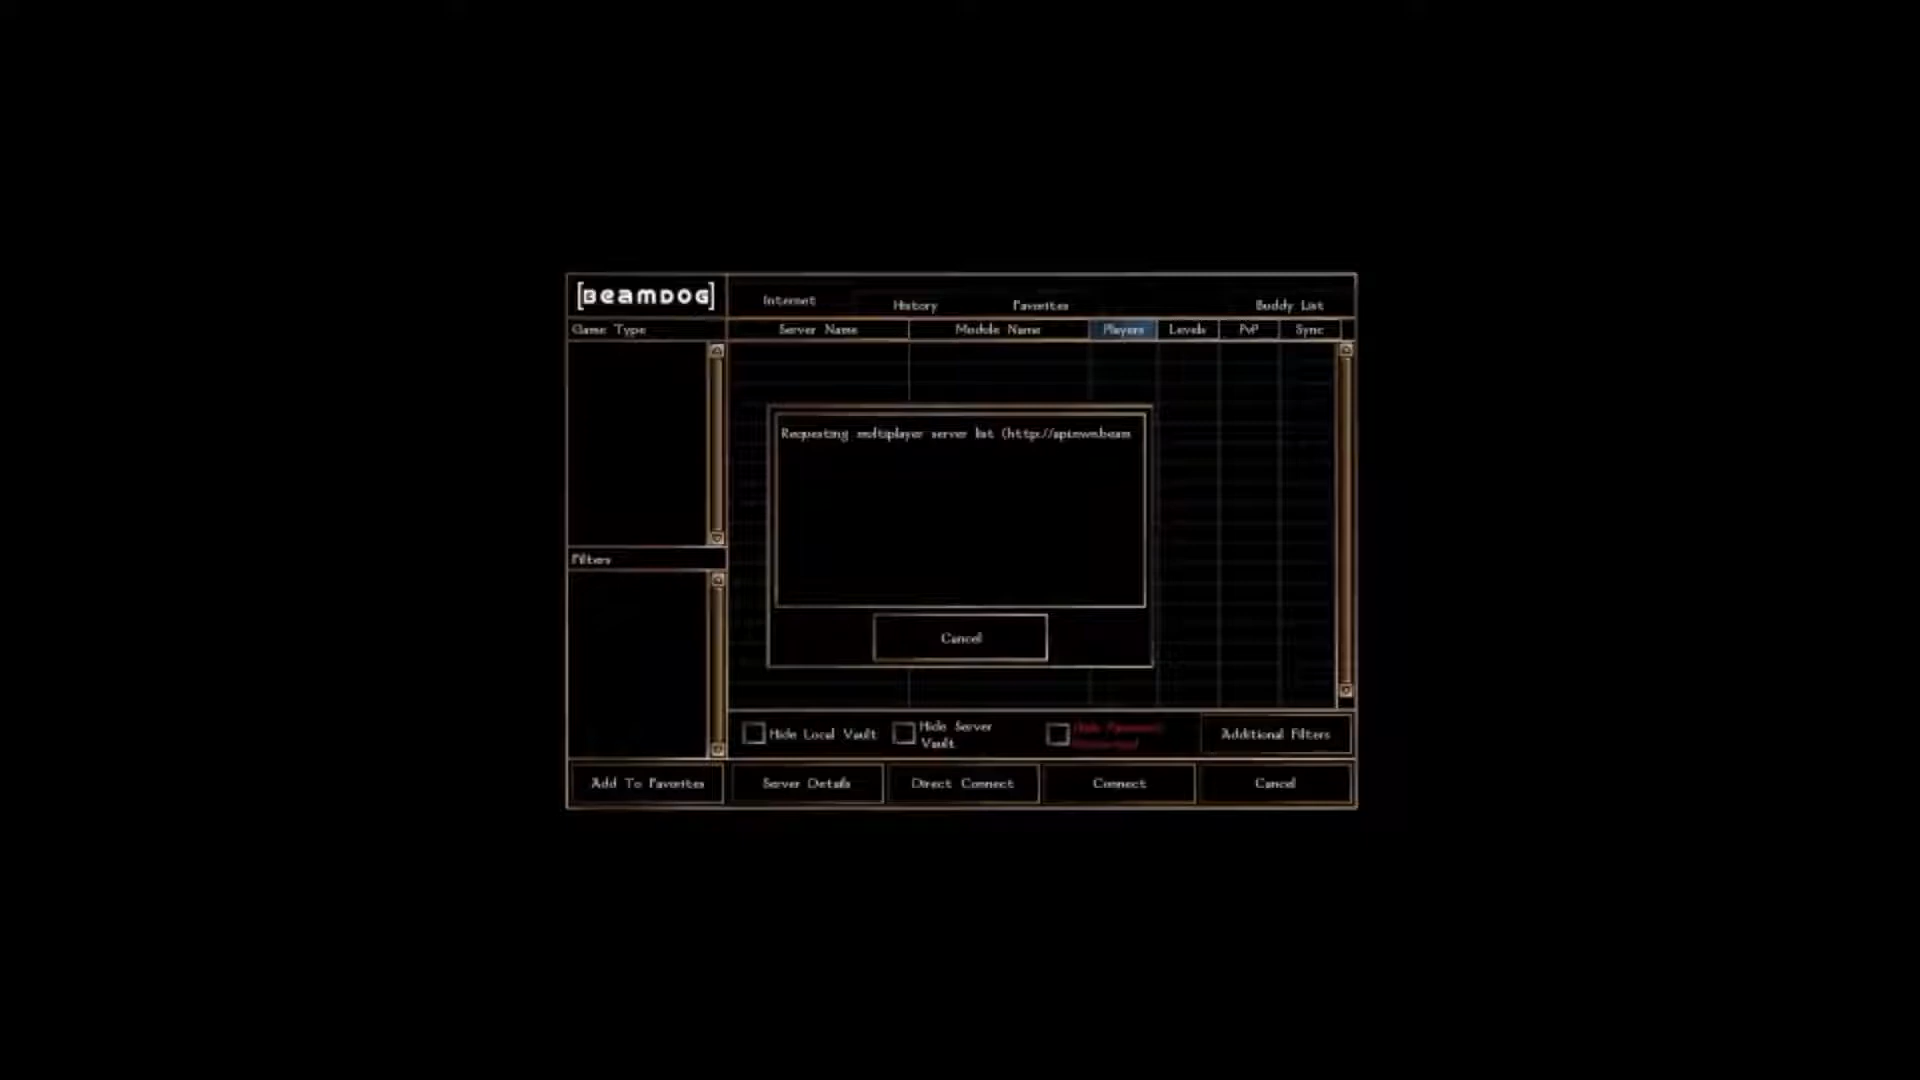 [BEAMDOG]
Internet
History
Favorites
Buddy List
Game Type
Server Name
Module Name
Players
Levels
PvP
Sync
Requesting multiplayer server list (http://api.nwn.beam
Cancel
Filters
Hide Local Vault
Hide Server
Vault
Additional Filters
Add To Favorites
Server Details
Direct Connect
Connect
Cancel